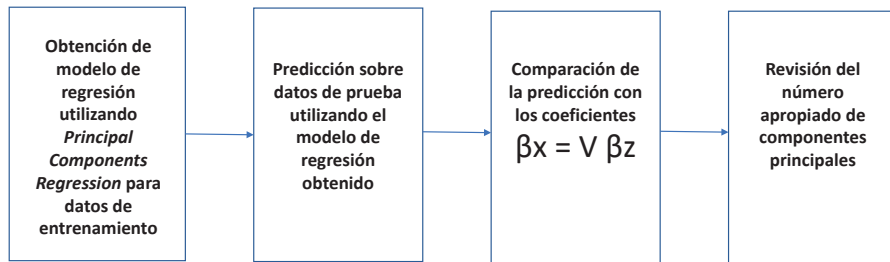 Obtención de
modelo de
regresión
utilizando
Principal
Components
Regression para
datos de
entrenamiento
Predicción sobre
datos de prueba
utilizando el
modelo de
regresión
obtenido
Comparación de
la predicción con
los coeficientes
βx = V βz
Revisión del
número
apropiado de
componentes
principales